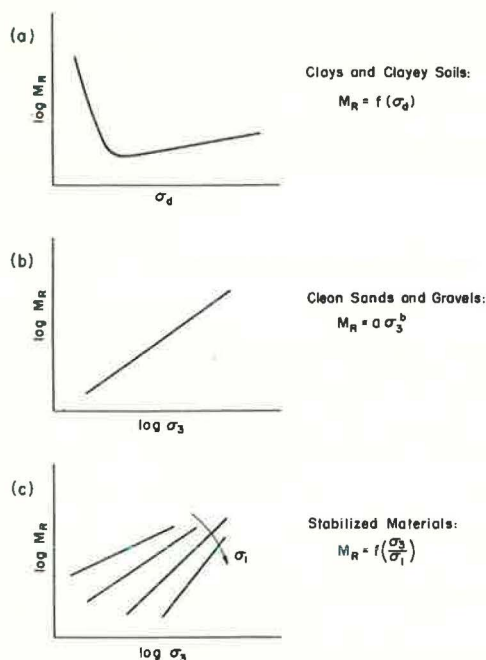 (a)
log M_R
σ_d
Clays and Clayey Soils:
M_R = f(σ_d)
(b)
log M_R
log σ_3
Clean Sands and Gravels:
M_R = a σ_3^b
(c)
log M_R
σ_1
log σ_3
Stabilized Materials:
M_R = f(σ_3/σ_1)